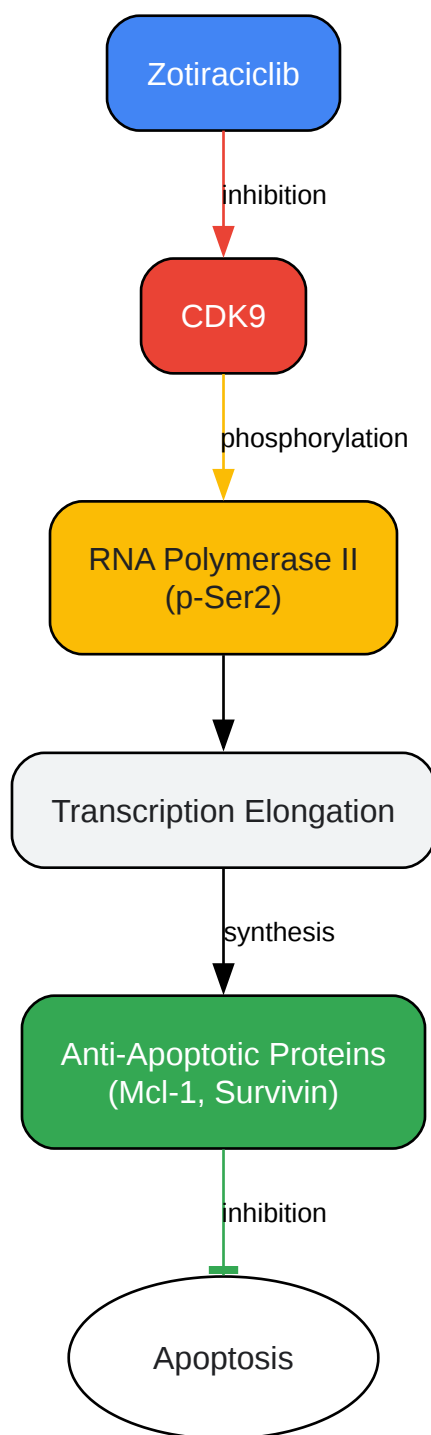 Zotiraciclib
inhibition
CDK9
phosphorylation
RNA Polymerase II
(p-Ser2)
Transcription Elongation
synthesis
Anti-Apoptotic Proteins
(Mcl-1, Survivin)
inhibition
Apoptosis